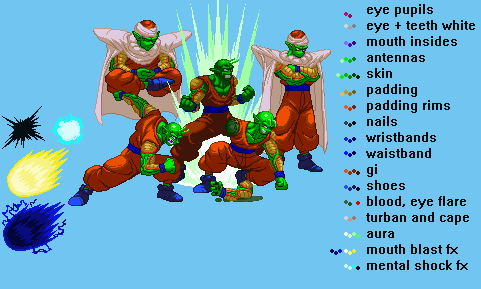 eye pupils
eye + teeth white
mouth insides
antennas
skin
padding
padding rims
nails
wristbands
waistband
gi
shoes
blood, eye flare
turban and cape
aura
mouth blast fx
mental shock fx